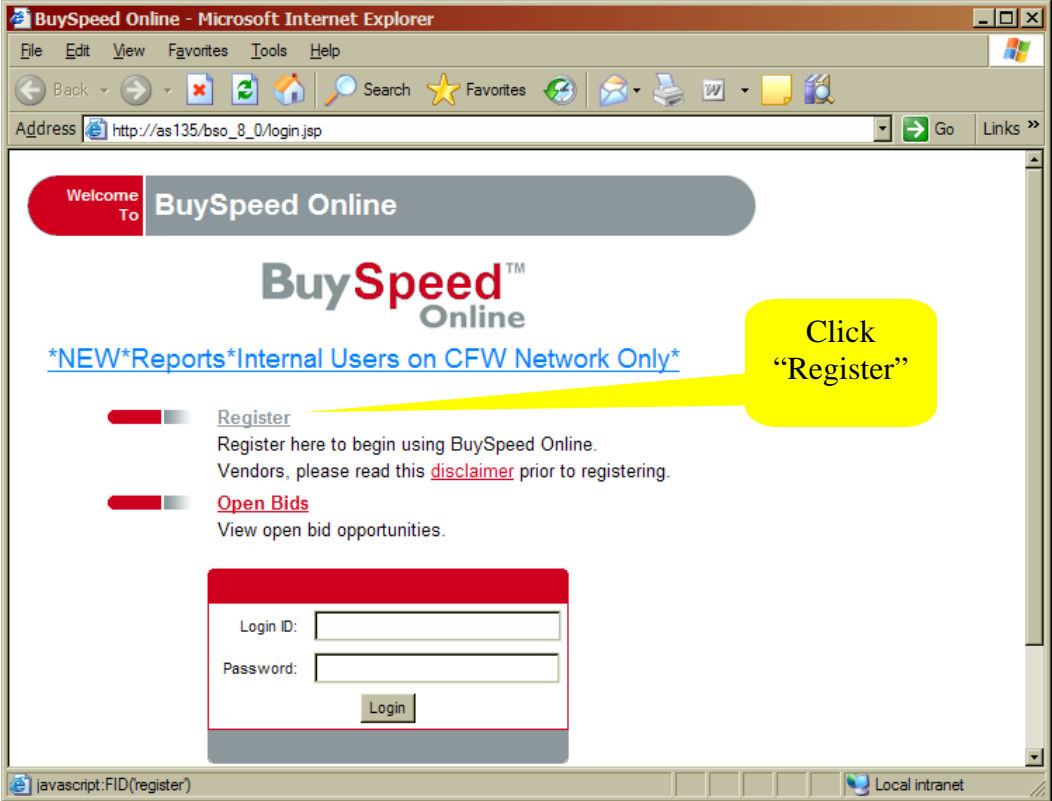 BuySpeed Online - Microsoft Internet Explorer
File Edit View Favorites Tools Help
Back Search Favorites
Address http://as135/bso_8_0/login.jsp Go Links »
Welcome To BuySpeed Online
BuySpeed™
Online
*NEW*Reports*Internal Users on CFW Network Only*
Click
“Register”
Register
Register here to begin using BuySpeed Online.
Vendors, please read this disclaimer prior to registering.
Open Bids
View open bid opportunities.
Login ID:
Password:
Login
javascript:FID('register') Local intranet